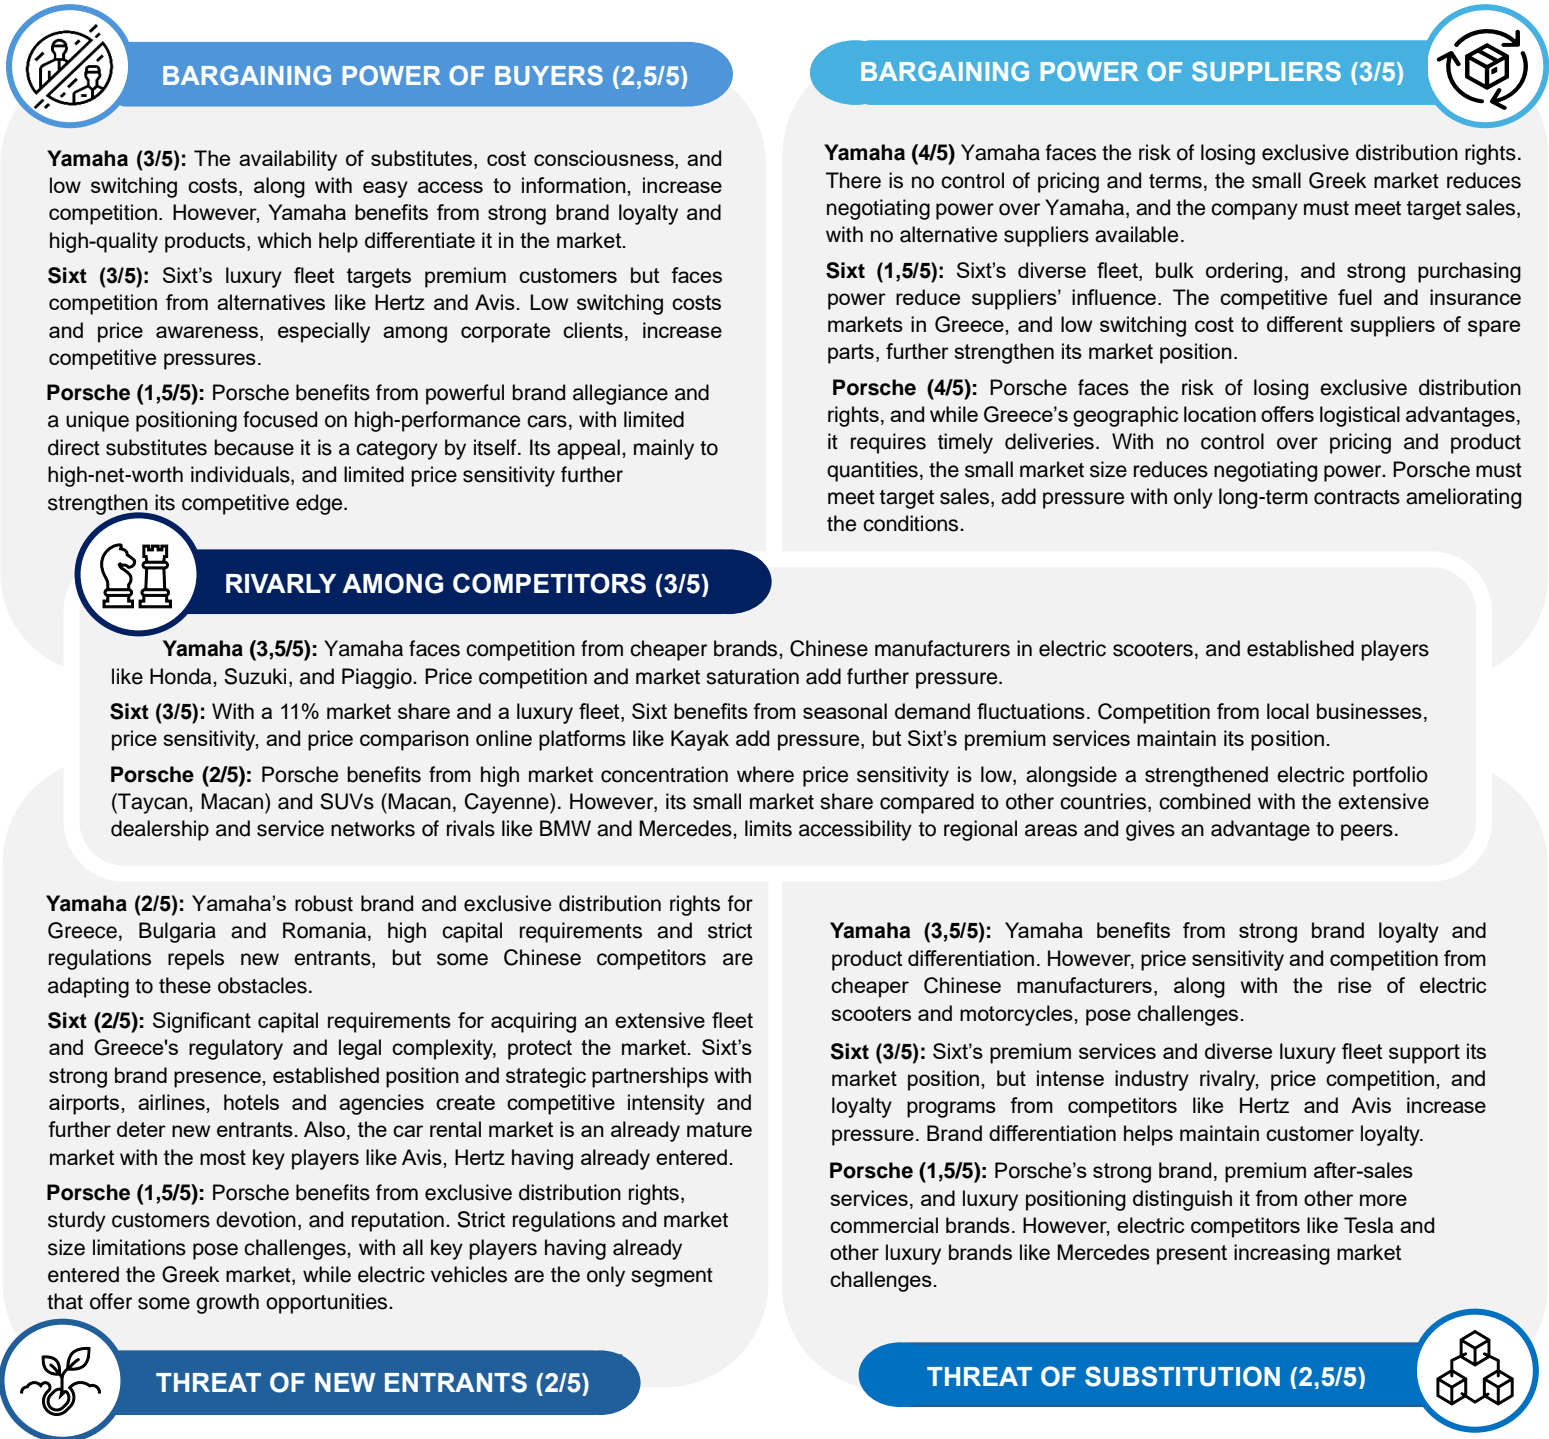 BARGAINING POWER OF BUYERS (2,5/5)
Yamaha (3/5): The availability of substitutes, cost consciousness, and
low switching costs, along with easy access to information, increase
competition. However, Yamaha benefits from strong brand loyalty and
high-quality products, which help differentiate it in the market.
Sixt (3/5): Sixt’s luxury fleet targets premium customers but faces
competition from alternatives like Hertz and Avis. Low switching costs
and price awareness, especially among corporate clients, increase
competitive pressures.
Porsche (1,5/5): Porsche benefits from powerful brand allegiance and
a unique positioning focused on high-performance cars, with limited
direct substitutes because it is a category by itself. Its appeal, mainly to
high-net-worth individuals, and limited price sensitivity further
strengthen its competitive edge.
BARGAINING POWER OF SUPPLIERS (3/5)
Yamaha (4/5) Yamaha faces the risk of losing exclusive distribution rights.
There is no control of pricing and terms, the small Greek market reduces
negotiating power over Yamaha, and the company must meet target sales,
with no alternative suppliers available.
Sixt (1,5/5): Sixt’s diverse fleet, bulk ordering, and strong purchasing
power reduce suppliers’ influence. The competitive fuel and insurance
markets in Greece, and low switching cost to different suppliers of spare
parts, further strengthen its market position.
Porsche (4/5): Porsche faces the risk of losing exclusive distribution
rights, and while Greece’s geographic location offers logistical advantages,
it requires timely deliveries. With no control over pricing and product
quantities, the small market size reduces negotiating power. Porsche must
meet target sales, add pressure with only long-term contracts ameliorating
the conditions.
RIVARLY AMONG COMPETITORS (3/5)
Yamaha (3,5/5): Yamaha faces competition from cheaper brands, Chinese manufacturers in electric scooters, and established players
like Honda, Suzuki, and Piaggio. Price competition and market saturation add further pressure.
Sixt (3/5): With a 11% market share and a luxury fleet, Sixt benefits from seasonal demand fluctuations. Competition from local businesses,
price sensitivity, and price comparison online platforms like Kayak add pressure, but Sixt’s premium services maintain its position.
Porsche (2/5): Porsche benefits from high market concentration where price sensitivity is low, alongside a strengthened electric portfolio
(Taycan, Macan) and SUVs (Macan, Cayenne). However, its small market share compared to other countries, combined with the extensive
dealership and service networks of rivals like BMW and Mercedes, limits accessibility to regional areas and gives an advantage to peers.
Yamaha (2/5): Yamaha’s robust brand and exclusive distribution rights for
Greece, Bulgaria and Romania, high capital requirements and strict
regulations repels new entrants, but some Chinese competitors are
adapting to these obstacles.
Sixt (2/5): Significant capital requirements for acquiring an extensive fleet
and Greece's regulatory and legal complexity, protect the market. Sixt’s
strong brand presence, established position and strategic partnerships with
airports, airlines, hotels and agencies create competitive intensity and
further deter new entrants. Also, the car rental market is an already mature
market with the most key players like Avis, Hertz having already entered.
Porsche (1,5/5): Porsche benefits from exclusive distribution rights,
sturdy customers devotion, and reputation. Strict regulations and market
size limitations pose challenges, with all key players having already
entered the Greek market, while electric vehicles are the only segment
that offer some growth opportunities.
THREAT OF NEW ENTRANTS (2/5)
Yamaha (3,5/5): Yamaha benefits from strong brand loyalty and
product differentiation. However, price sensitivity and competition from
cheaper Chinese manufacturers, along with the rise of electric
scooters and motorcycles, pose challenges.
Sixt (3/5): Sixt’s premium services and diverse luxury fleet support its
market position, but intense industry rivalry, price competition, and
loyalty programs from competitors like Hertz and Avis increase
pressure. Brand differentiation helps maintain customer loyalty.
Porsche (1,5/5): Porsche’s strong brand, premium after-sales
services, and luxury positioning distinguish it from other more
commercial brands. However, electric competitors like Tesla and
other luxury brands like Mercedes present increasing market
challenges.
THREAT OF SUBSTITUTION (2,5/5)